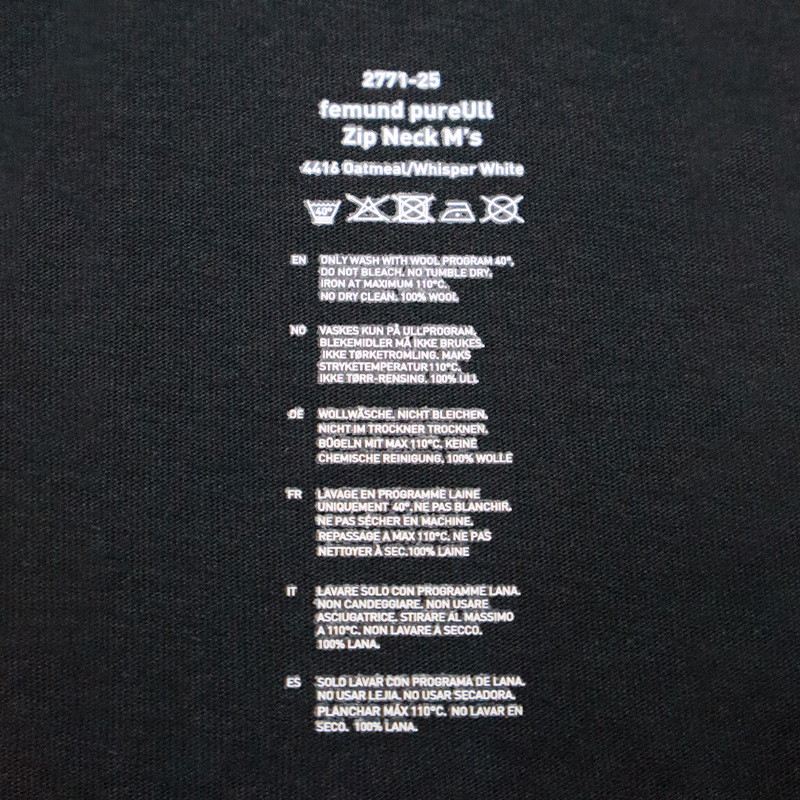 2771-25
femund pureUll
Zip Neck M's
4416 Oatmeal/Whisper White
40°
EN ONLY WASH WITH WOOL PROGRAM 40°,
DO NOT BLEACH. NO TUMBLE DRY,
IRON AT MAXIMUM 110°C.
NO DRY CLEAN. 100% WOOL
NO VASKES KUN PÅ ULLPROGRAM,
BLEKEMIDLER MÅ IKKE BRUKES.
IKKE TØRKETROMLING. MAKS
STRYKETEMPERATUR 110°C.
IKKE TØRR-RENSING, 100% ULL
DE WOLLWÄSCHE, NICHT BLEICHEN,
NICHT IM TROCKNER TROCKNEN,
BÜGELN MIT MAX 110°C, KEINE
CHEMISCHE REINIGUNG, 100% WOLLE
FR LAVAGE EN PROGRAMME LAINE
UNIQUEMENT 40°. NE PAS BLANCHIR.
NE PAS SÉCHER EN MACHINE.
REPASSAGE A MAX 110°C. NE PAS
NETTOYER À SEC.100% LAINE
IT LAVARE SOLO CON PROGRAMME LANA.
NON CANDEGGIARE. NON USARE
ASCIUGATRICE. STIRARE AL MASSIMO
A 110°C. NON LAVARE À SECCO.
100% LANA.
ES SOLO LAVAR CON PROGRAMA DE LANA.
NO USAR LEJIA. NO USAR SECADORA.
PLANCHAR MÁX 110°C. NO LAVAR EN
SECO. 100% LANA.